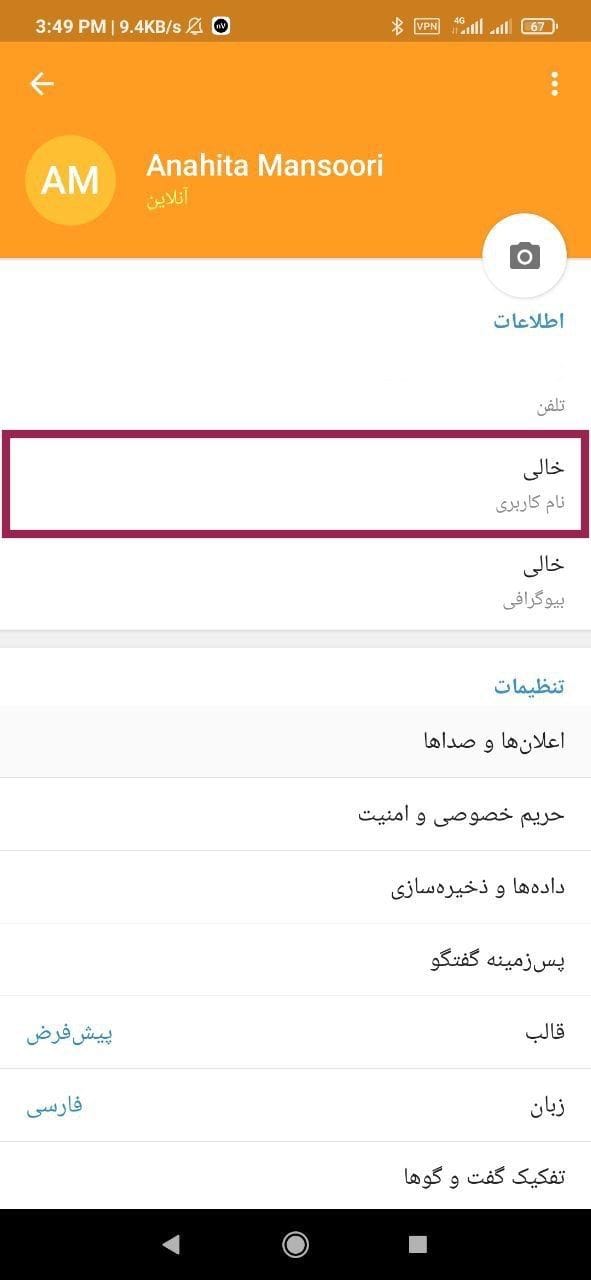 3:49 PM | 9.4KB/s
VPN 4G 67
AM
Anahita Mansoori
آنلاین
اطلاعات
تلفن
خالی
نام کاربری
خالی
بیوگرافی
تنظیمات
اعلان‌ها و صداها
حریم خصوصی و امنیت
داده‌ها و ذخیره‌سازی
پس‌زمینه گفتگو
قالب پیش‌فرض
زبان فارسی
تفکیک گفت و گوها